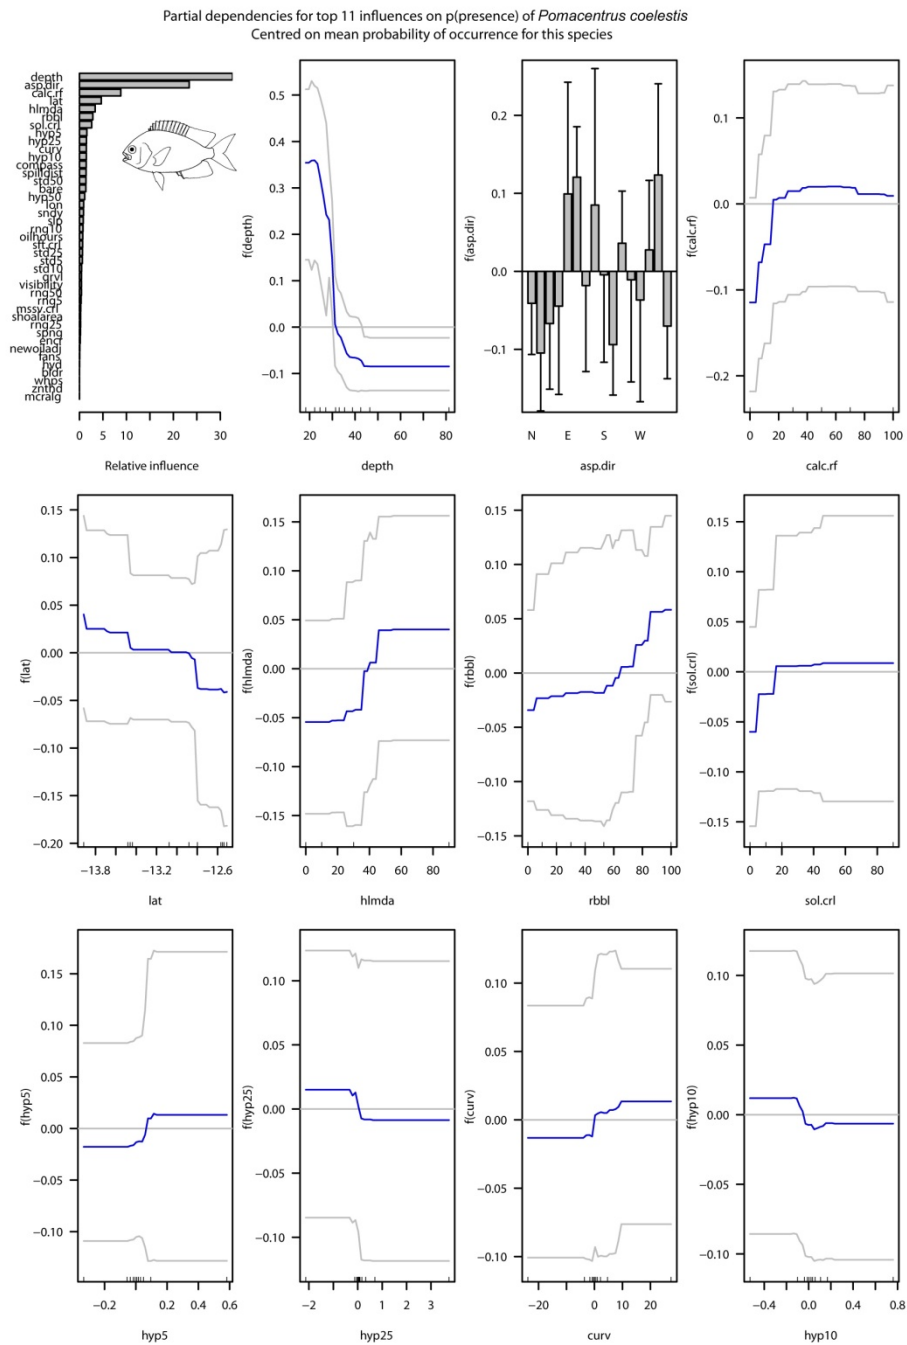 Partial dependencies for top 11 influences on p(presence) of Pomacentrus coelestis
Centred on mean probability of occurrence for this species
depth
asp.dir
calc.rf
lat
hlmda
rbbl
sol.crl
hyp5
hyp25
curv
hyp10
compass
spilldist
std50
bare
hyp50
lon
sndy
slp
rng10
oilhours
sft.crl
std25
std5
std10
grvl
visibility
rng50
rng5
mssv.crl
shoalarea
rng25
spng
newoiladj
fans
hyd
bldr
whps
znthd
mcralg
0 5 10 20 30
Relative influence
f(depth)
0.5
0.4
0.3
0.2
0.1
0.0
−0.1
20 40 60 80
depth
f(asp.dir)
0.2
0.1
0.0
−0.1
N E S W
asp.dir
f(calc.rf)
0.1
0.0
−0.1
−0.2
0 20 40 60 80 100
calc.rf
f(lat)
0.15
0.10
0.05
0.00
−0.05
−0.10
−0.15
−0.20
−13.8 −13.2 −12.6
lat
f(hlmda)
0.15
0.10
0.05
0.00
−0.05
−0.10
−0.15
0 20 40 60 80
hlmda
f(rbbl)
0.15
0.10
0.05
0.00
−0.05
−0.10
−0.15
0 20 40 60 80 100
rbbl
f(sol.crl)
0.15
0.10
0.05
0.00
−0.05
−0.10
−0.15
0 20 40 60 80
sol.crl
f(hyp5)
0.15
0.10
0.05
0.00
−0.05
−0.10
−0.2 0.2 0.4 0.6
hyp5
f(hyp25)
0.10
0.05
0.00
−0.05
−0.10
−2 0 1 2 3
hyp25
f(curv)
0.10
0.05
0.00
−0.05
−0.10
−20 0 10 20
curv
f(hyp10)
0.10
0.05
0.00
−0.05
−0.10
−0.4 0.0 0.4 0.8
hyp10